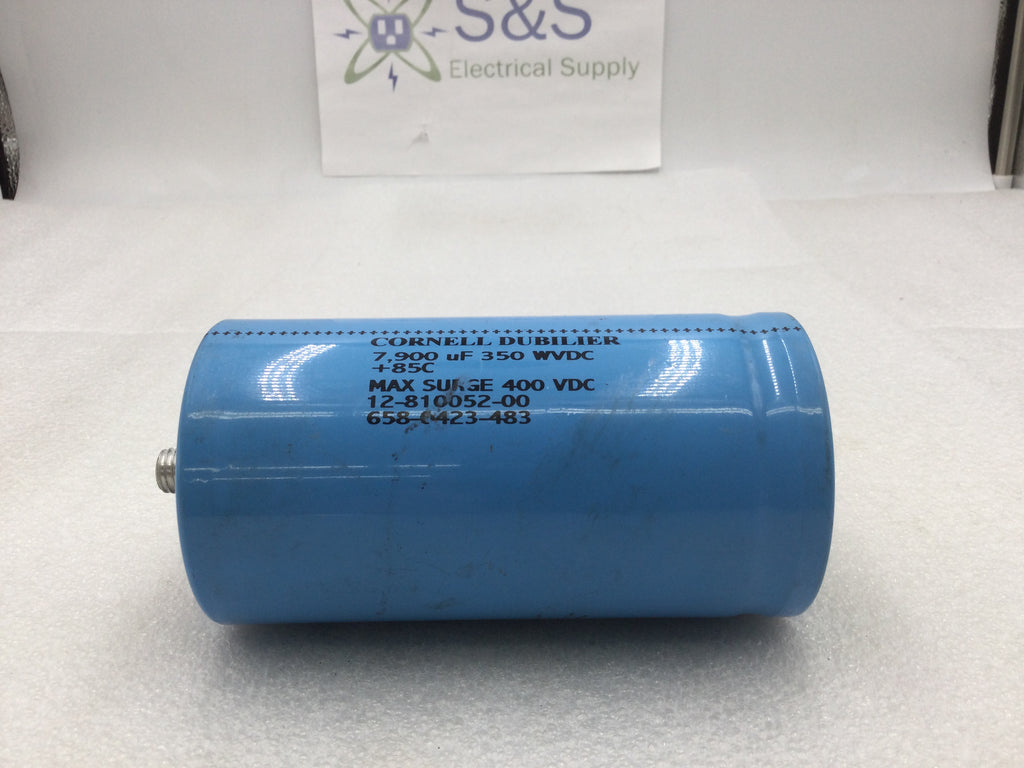 S&S
Electrical Supply
CORNELL DUBILIER
7,900 uF 350 WVDC
+85C
MAX SURGE 400 VDC
12-810052-00
658-0423-483